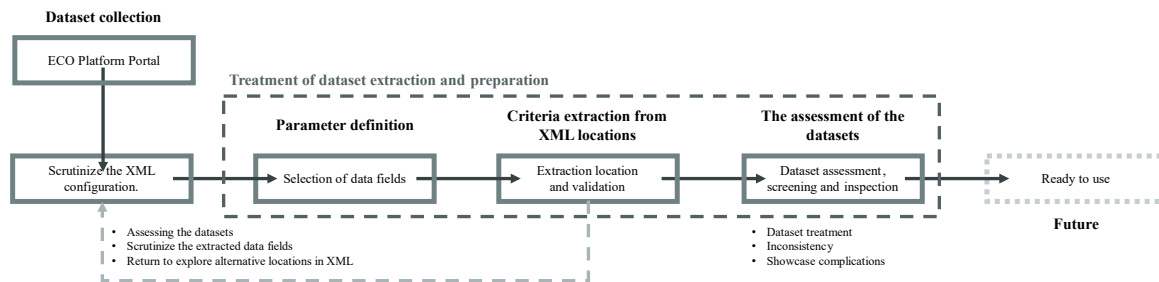 Dataset collection
ECO Platform Portal
Treatment of dataset extraction and preparation
Parameter definition
Criteria extraction from
XML locations
The assessment of the
datasets
Scrutinize the XML
configuration.
Selection of data fields
Extraction location
and validation
Dataset assessment,
screening and inspection
Ready to use
Future
• Assessing the datasets
• Scrutinize the extracted data fields
• Return to explore alternative locations in XML
• Dataset treatment
• Inconsistency
• Showcase complications